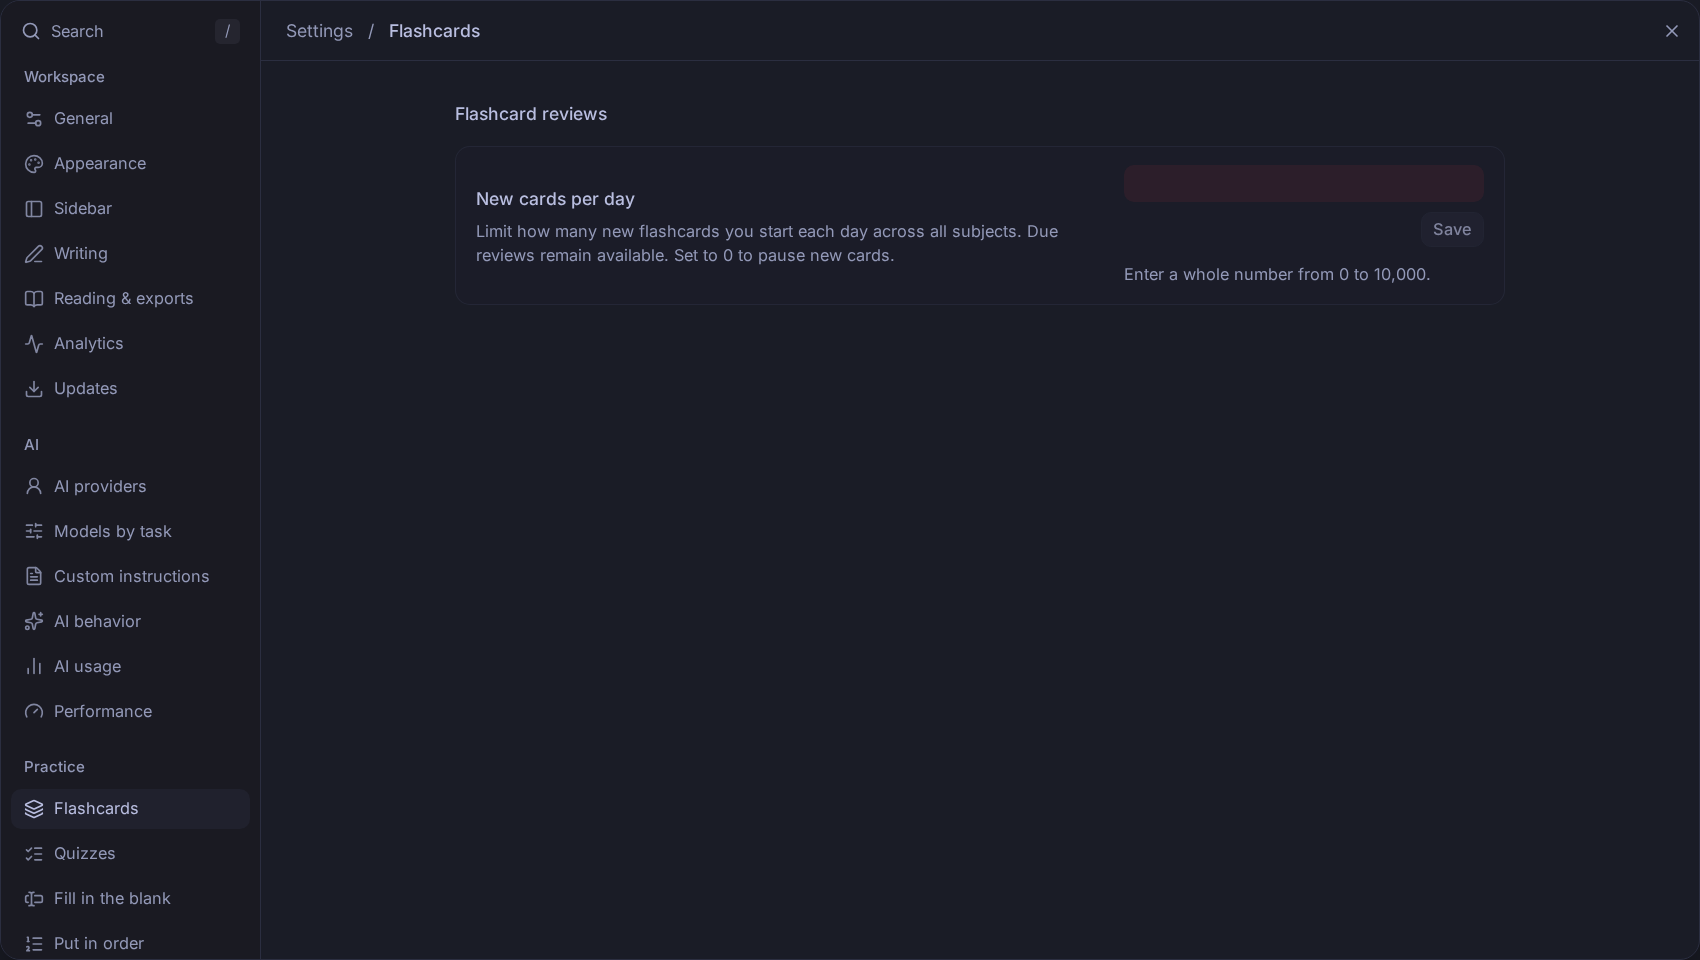 Search /
Workspace
General
Appearance
Sidebar
Writing
Reading & exports
Analytics
Updates
AI
AI providers
Models by task
Custom instructions
AI behavior
AI usage
Performance
Practice
Flashcards
Quizzes
Fill in the blank
Put in order
Settings / Flashcards
Flashcard reviews
New cards per day
Limit how many new flashcards you start each day across all subjects. Due
reviews remain available. Set to 0 to pause new cards.
Save
Enter a whole number from 0 to 10,000.